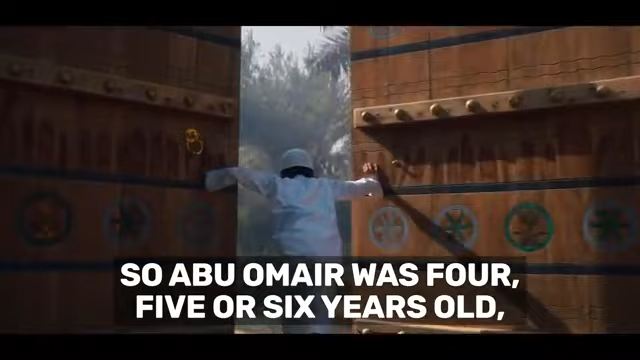 SO ABU OMAIR WAS FOUR,
FIVE OR SIX YEARS OLD,